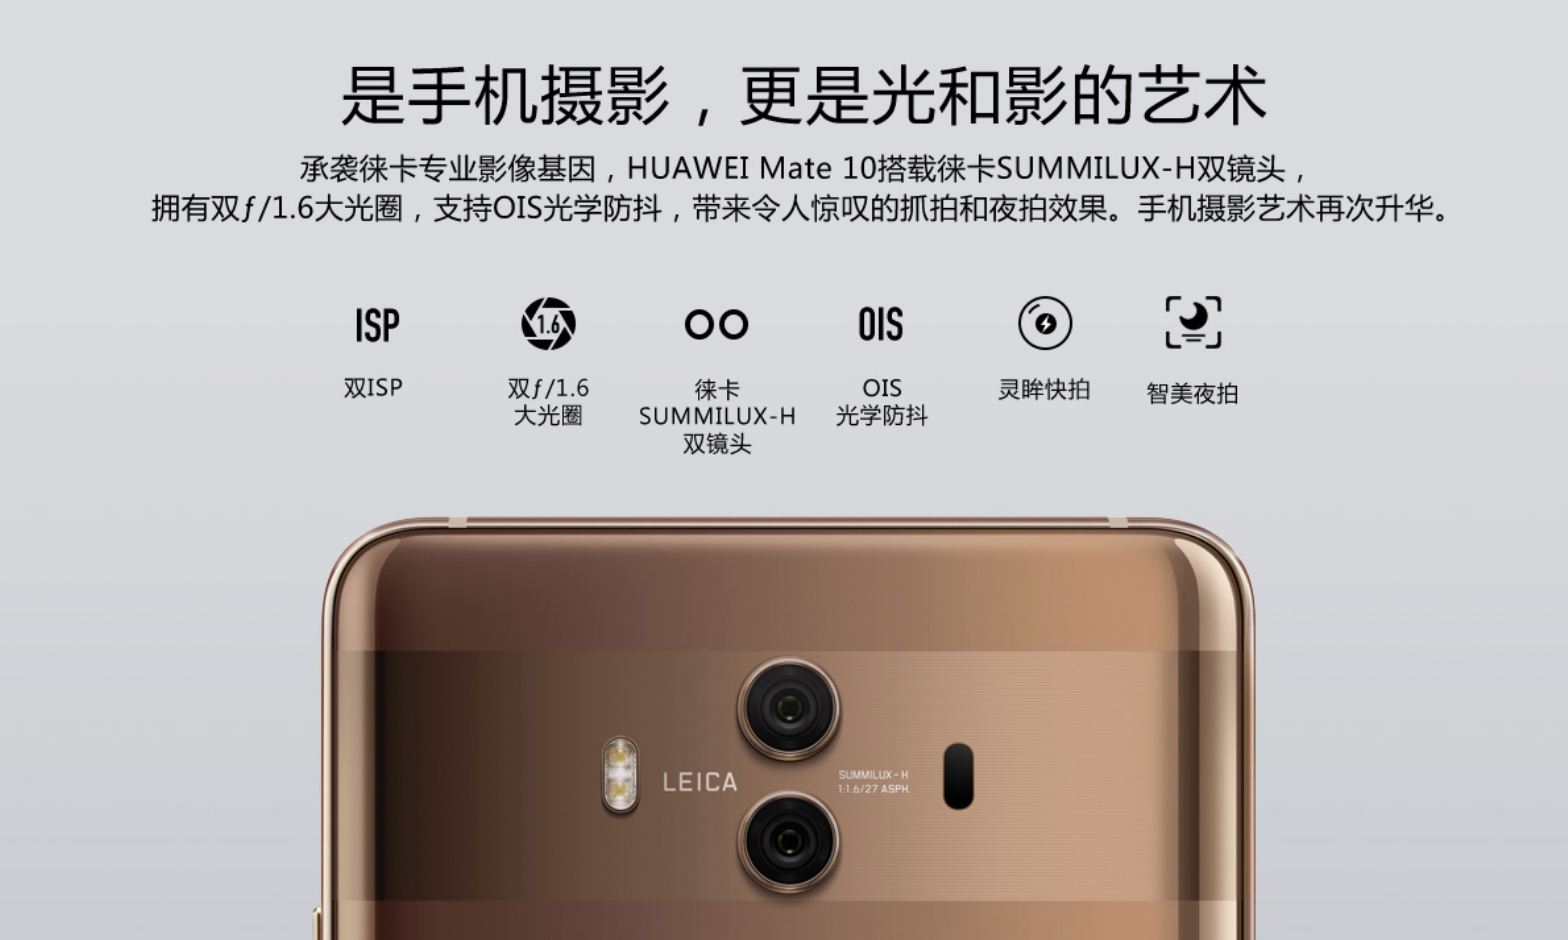 是手机摄影，更是光和影的艺术
承袭徕卡专业影像基因，HUAWEI Mate 10搭载徕卡SUMMILUX-H双镜头，
拥有双ƒ/1.6大光圈，支持OIS光学防抖，带来令人惊叹的抓拍和夜拍效果。手机摄影艺术再次升华。
ISP
双ISP
1.6
双ƒ/1.6
大光圈
徕卡
SUMMILUX-H
双镜头
OIS
OIS
光学防抖
灵眸快拍
智美夜拍
LEICA
SUMMILUX-H
1:1.6/27 ASPH.